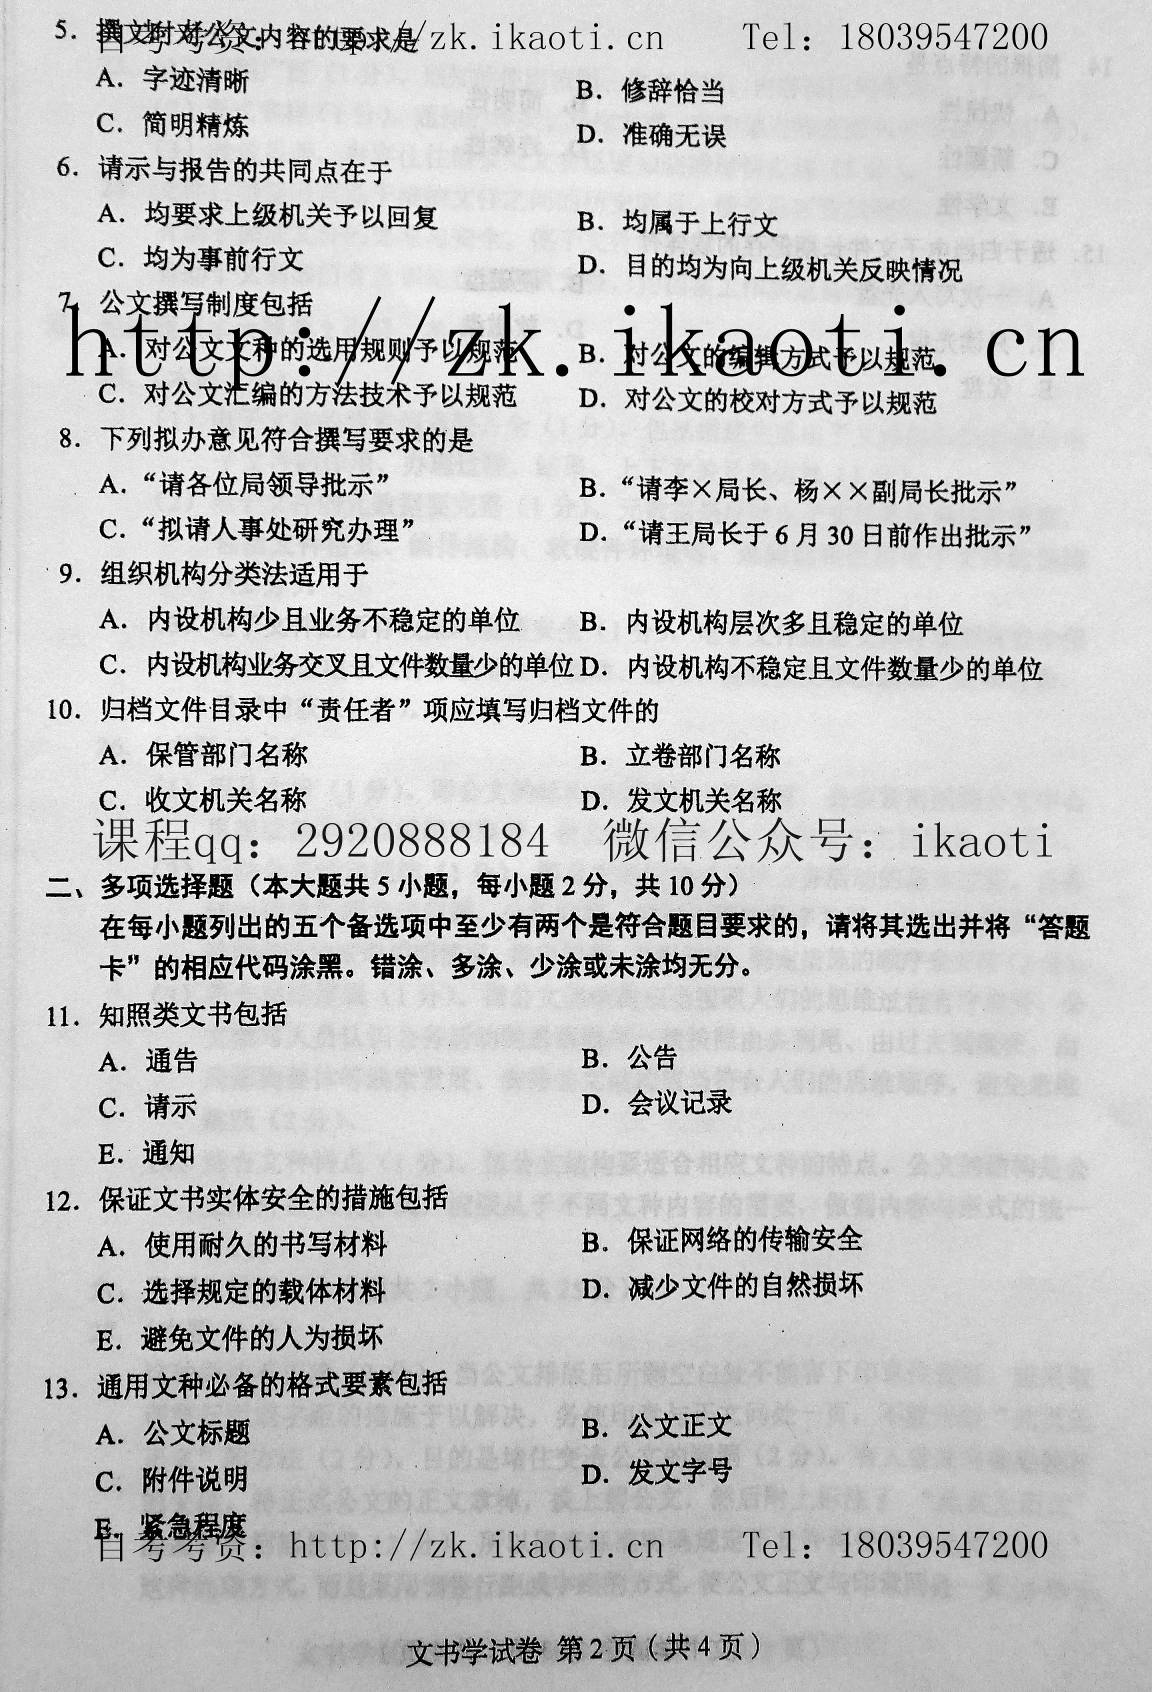 5. 撰文时对公文内容的要求是
自考考资: http://zk.ikaoti.cn Tel: 18039547200
A. 字迹清晰 B. 修辞恰当
C. 简明精炼 D. 准确无误
6. 请示与报告的共同点在于
A. 均要求上级机关予以回复 B. 均属于上行文
C. 均为事前行文 D. 目的均为向上级机关反映情况
7. 公文撰写制度包括
http://zk.ikaoti.cn
A. 对公文文种的选用规则予以规范 B. 对公文的编辑方式予以规范
C. 对公文汇编的方法技术予以规范 D. 对公文的校对方式予以规范
8. 下列拟办意见符合撰写要求的是
A. “请各位局领导批示” B. “请李×局长、杨××副局长批示”
C. “拟请人事处研究办理” D. “请王局长于 6 月 30 日前作出批示”
9. 组织机构分类法适用于
A. 内设机构少且业务不稳定的单位 B. 内设机构层次多且稳定的单位
C. 内设机构业务交叉且文件数量少的单位 D. 内设机构不稳定且文件数量少的单位
10. 归档文件目录中“责任者”项应填写归档文件的
A. 保管部门名称 B. 立卷部门名称
C. 收文机关名称 D. 发文机关名称
课程qq: 2920888184 微信公众号: ikaoti
二、多项选择题（本大题共 5 小题，每小题 2 分，共 10 分）
在每小题列出的五个备选项中至少有两个是符合题目要求的，请将其选出并将“答题
卡”的相应代码涂黑。错涂、多涂、少涂或未涂均无分。
11. 知照类文书包括
A. 通告 B. 公告
C. 请示 D. 会议记录
E. 通知
12. 保证文书实体安全的措施包括
A. 使用耐久的书写材料 B. 保证网络的传输安全
C. 选择规定的载体材料 D. 减少文件的自然损坏
E. 避免文件的人为损坏
13. 通用文种必备的格式要素包括
A. 公文标题 B. 公文正文
C. 附件说明 D. 发文字号
E. 紧急程度
自考考资: http://zk.ikaoti.cn Tel: 18039547200
文书学试卷 第 2 页（共 4 页）